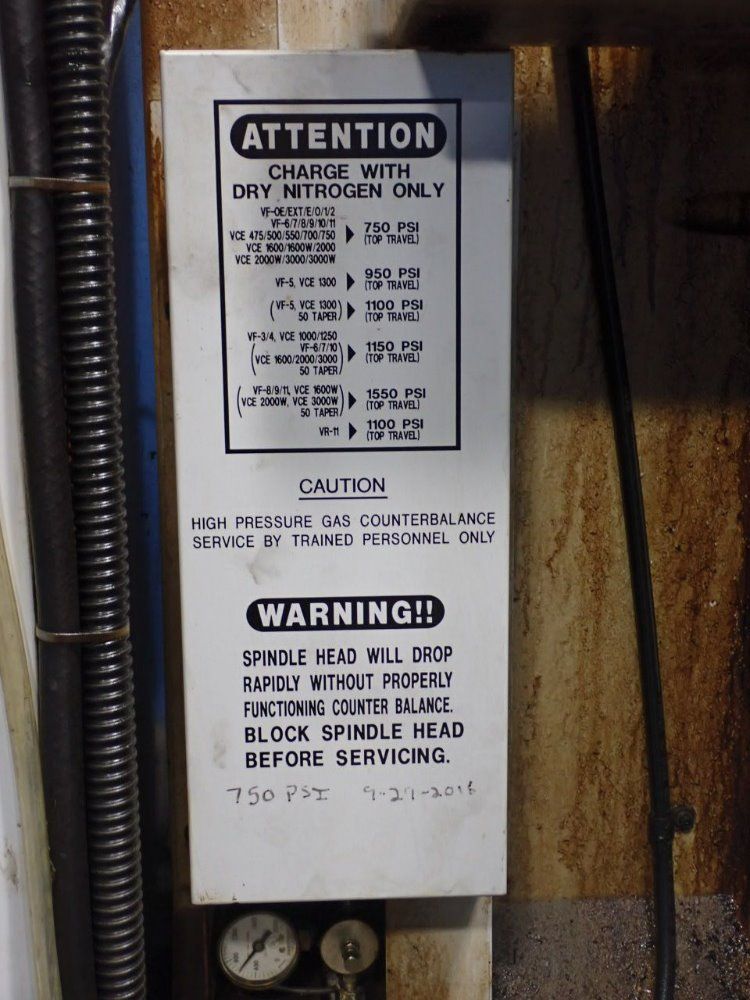 ATTENTION
CHARGE WITH
DRY NITROGEN ONLY
VF-OE/EXT/E/0/1/2
VF-6/7/8/9/10/11
VCE 475/500/550/700/750
VCE 1600/1600W/2000
VCE 2000W/3000/3000W
750 PSI
(TOP TRAVEL)
VF-5, VCE 1300
950 PSI
(TOP TRAVEL)
(VF-5, VCE 1300
50 TAPER)
1100 PSI
(TOP TRAVEL)
VF-3/4, VCE 1000/1250
(VF-6/7/10
VCE 1600/2000/3000
50 TAPER)
1150 PSI
(TOP TRAVEL)
(VF-8/9/11, VCE 1600W
VCE 2000W, VCE 3000W
50 TAPER)
1550 PSI
(TOP TRAVEL)
VR-11
1100 PSI
(TOP TRAVEL)
CAUTION
HIGH PRESSURE GAS COUNTERBALANCE
SERVICE BY TRAINED PERSONNEL ONLY
WARNING!!
SPINDLE HEAD WILL DROP
RAPIDLY WITHOUT PROPERLY
FUNCTIONING COUNTER BALANCE.
BLOCK SPINDLE HEAD
BEFORE SERVICING.
750 PSI 9-29-2016